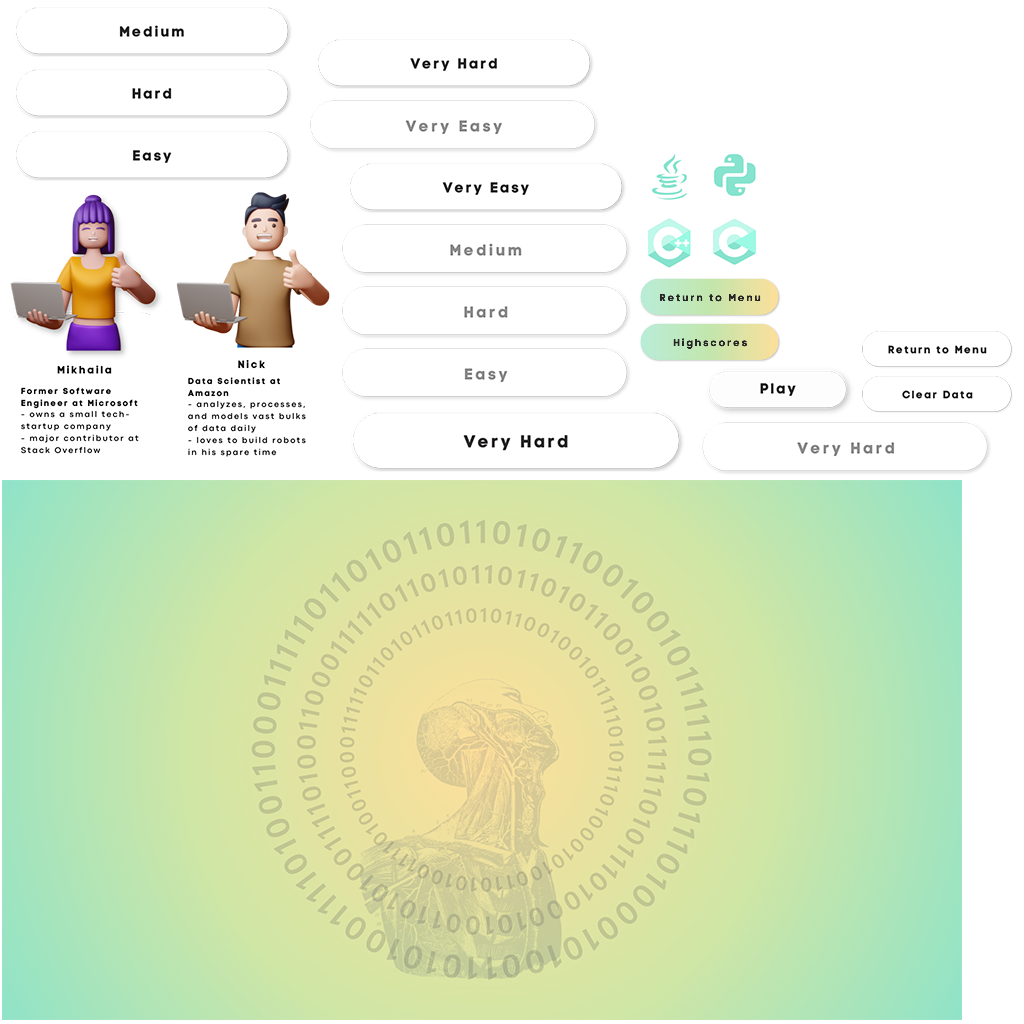 Medium
Hard
Easy
Very Hard
Very Easy
Very Easy
Medium
Hard
Easy
Very Hard
C++
C
Return to Menu
Highscores
Play
Return to Menu
Clear Data
Very Hard
Mikhaila
Former Software
Engineer at Microsoft
- owns a small tech-
startup company
- major contributor at
Stack Overflow
Nick
Data Scientist at
Amazon
- analyzes, processes,
and models vast bulks
of data daily
- loves to build robots
in his spare time